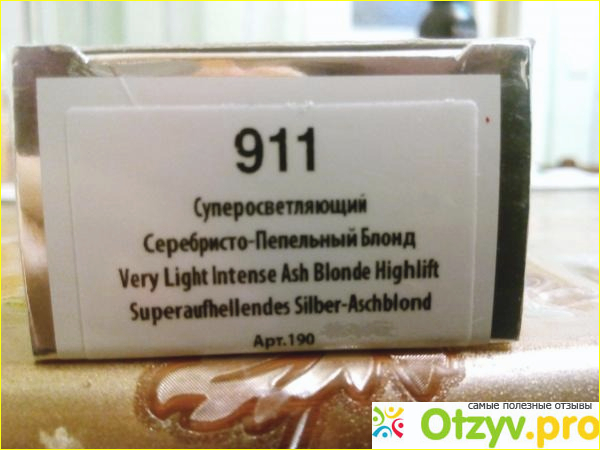 911
Суперосветляющий
Серебристо-Пепельный Блонд
Very Light Intense Ash Blonde Highlift
Superaufhellendes Silber-Aschblond
Арт.190
самые полезные отзывы
Otzyv.pro